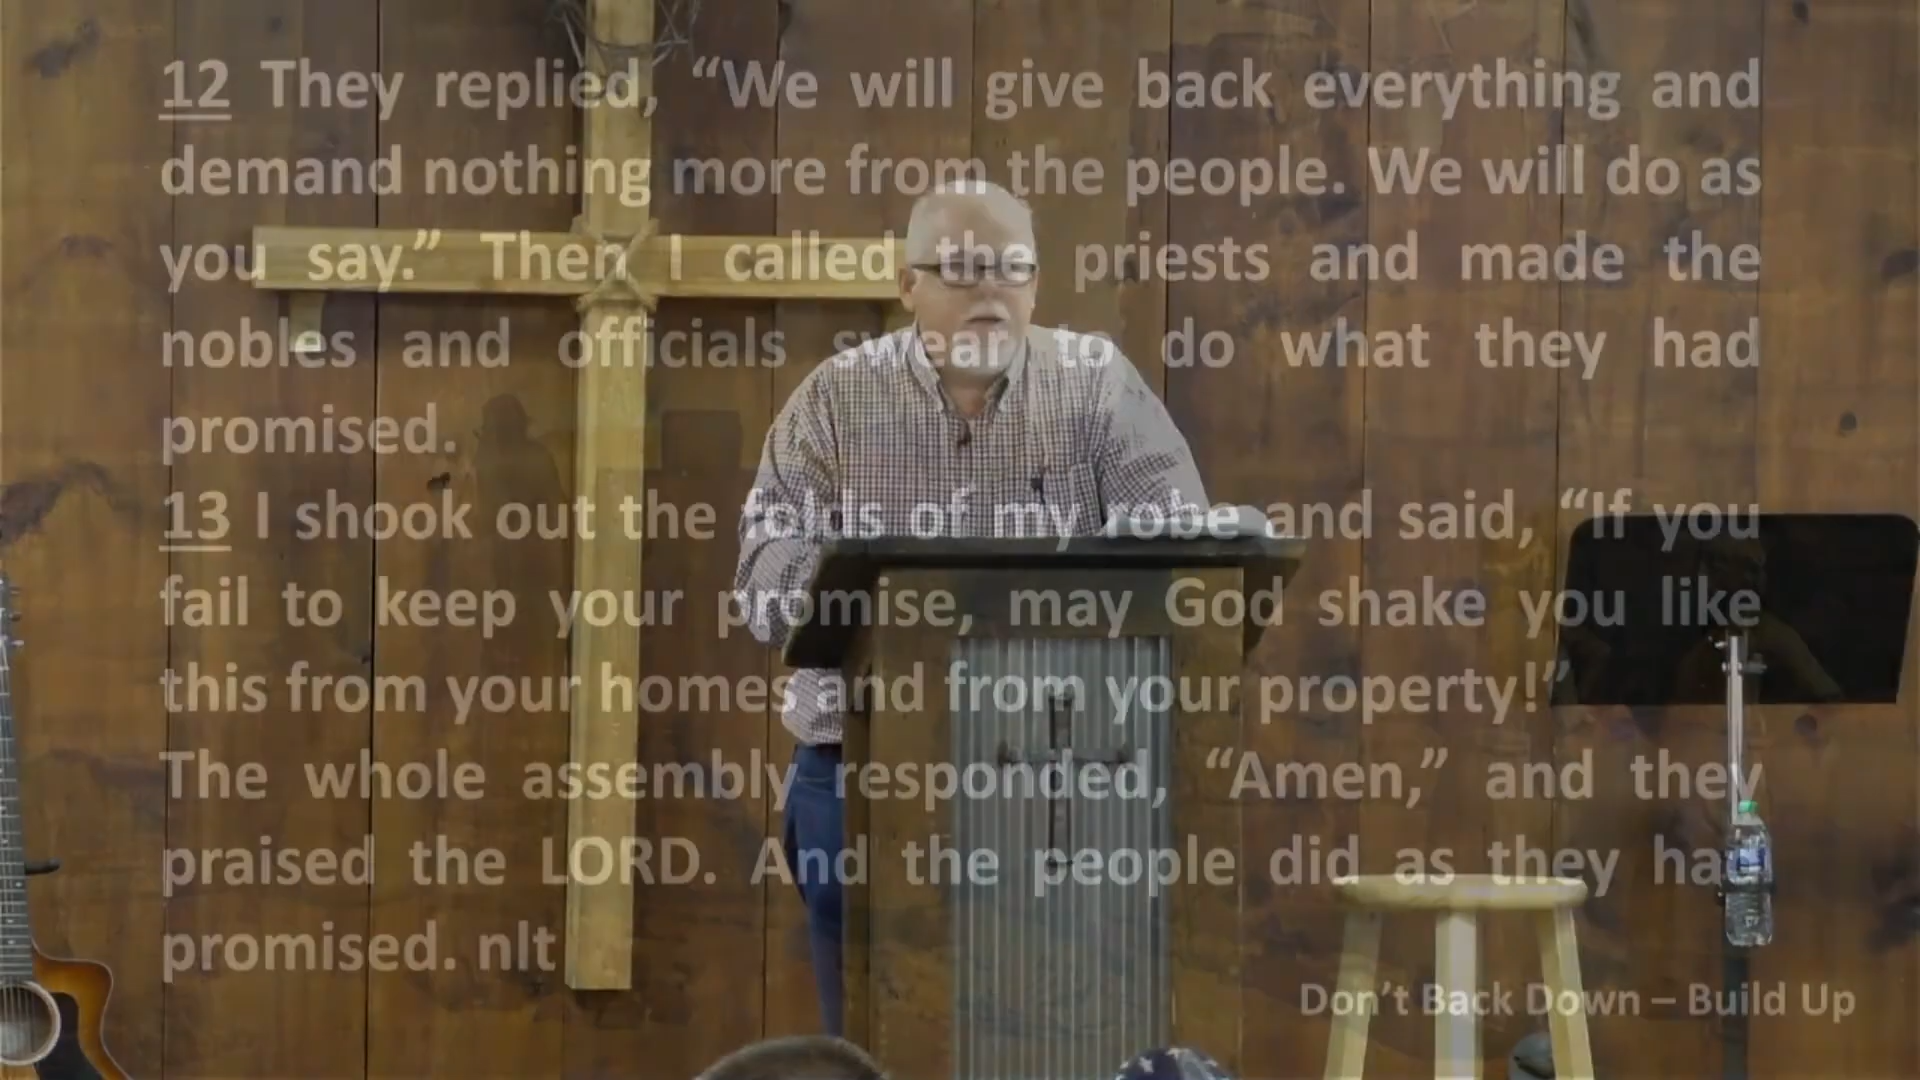 12 They replied, “We will give back everything and
demand nothing more from the people. We will do as
you say.” Then I called the priests and made the
nobles and officials swear to do what they had
promised.
13 I shook out the folds of my robe and said, “If you
fail to keep your promise, may God shake you like
this from your homes and from your property!”
The whole assembly responded, “Amen,” and they
praised the LORD. And the people did as they had
promised. nlt
Don’t Back Down – Build Up